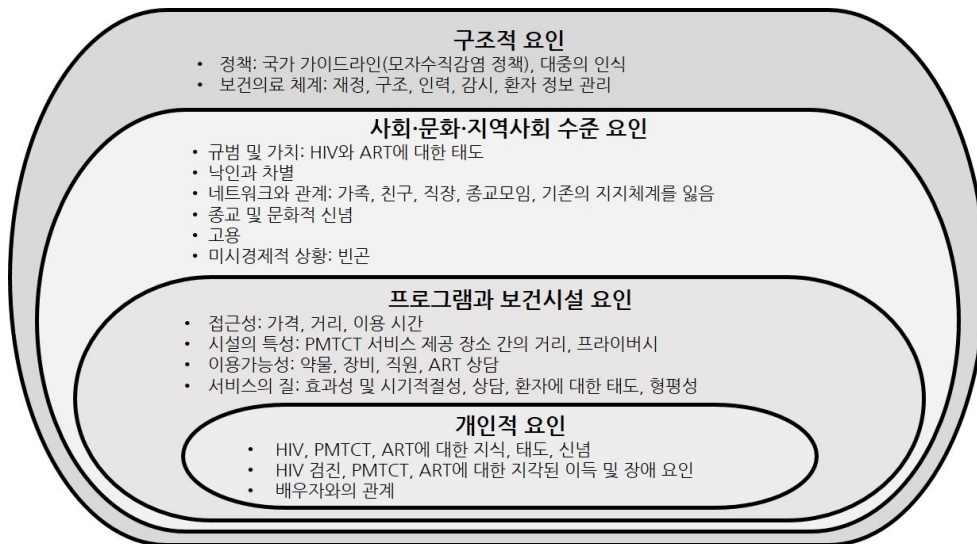 구조적 요인
• 정책: 국가 가이드라인(모자수직감염 정책), 대중의 인식
• 보건의료 체계: 재정, 구조, 인력, 감시, 환자 정보 관리
사회·문화·지역사회 수준 요인
• 규범 및 가치: HIV와 ART에 대한 태도
• 낙인과 차별
• 네트워크와 관계: 가족, 친구, 직장, 종교모임, 기존의 지지체계를 잃음
• 종교 및 문화적 신념
• 고용
• 미시경제적 상황: 빈곤
프로그램과 보건시설 요인
• 접근성: 가격, 거리, 이용 시간
• 시설의 특성: PMTCT 서비스 제공 장소 간의 거리, 프라이버시
• 이용가능성: 약물, 장비, 직원, ART 상담
• 서비스의 질: 효과성 및 시기적절성, 상담, 환자에 대한 태도, 형평성
개인적 요인
• HIV, PMTCT, ART에 대한 지식, 태도, 신념
• HIV 검진, PMTCT, ART에 대한 지각된 이득 및 장애 요인
• 배우자와의 관계